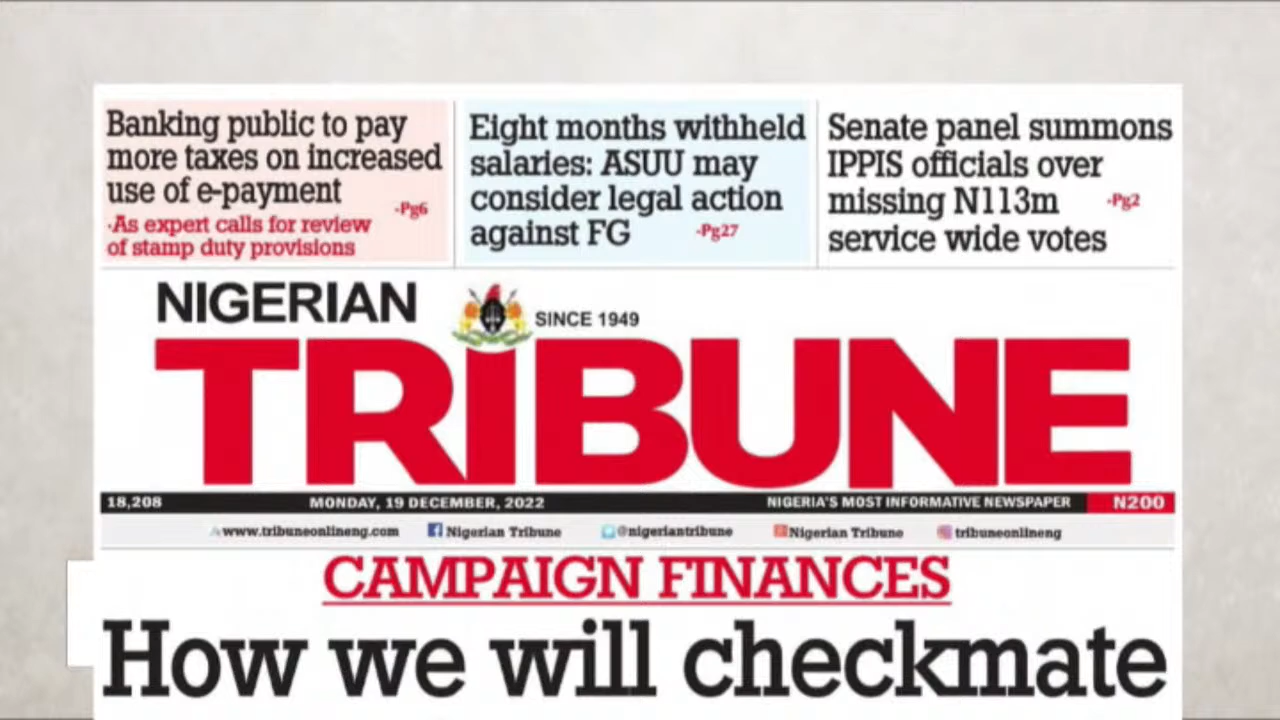 Banking public to pay
more taxes on increased
use of e-payment
-Pg6
·As expert calls for review
of stamp duty provisions
Eight months withheld
salaries: ASUU may
consider legal action
against FG
-Pg27
Senate panel summons
IPPIS officials over
missing N113m
-Pg2
service wide votes
NIGERIAN
SINCE 1949
TRIBUNE
18,208 MONDAY, 19 DECEMBER, 2022 NIGERIA'S MOST INFORMATIVE NEWSPAPER N200
www.tribuneonlineng.com Nigerian Tribune @nigeriantribune Nigerian Tribune tribuneonlineng
CAMPAIGN FINANCES
How we will checkmate